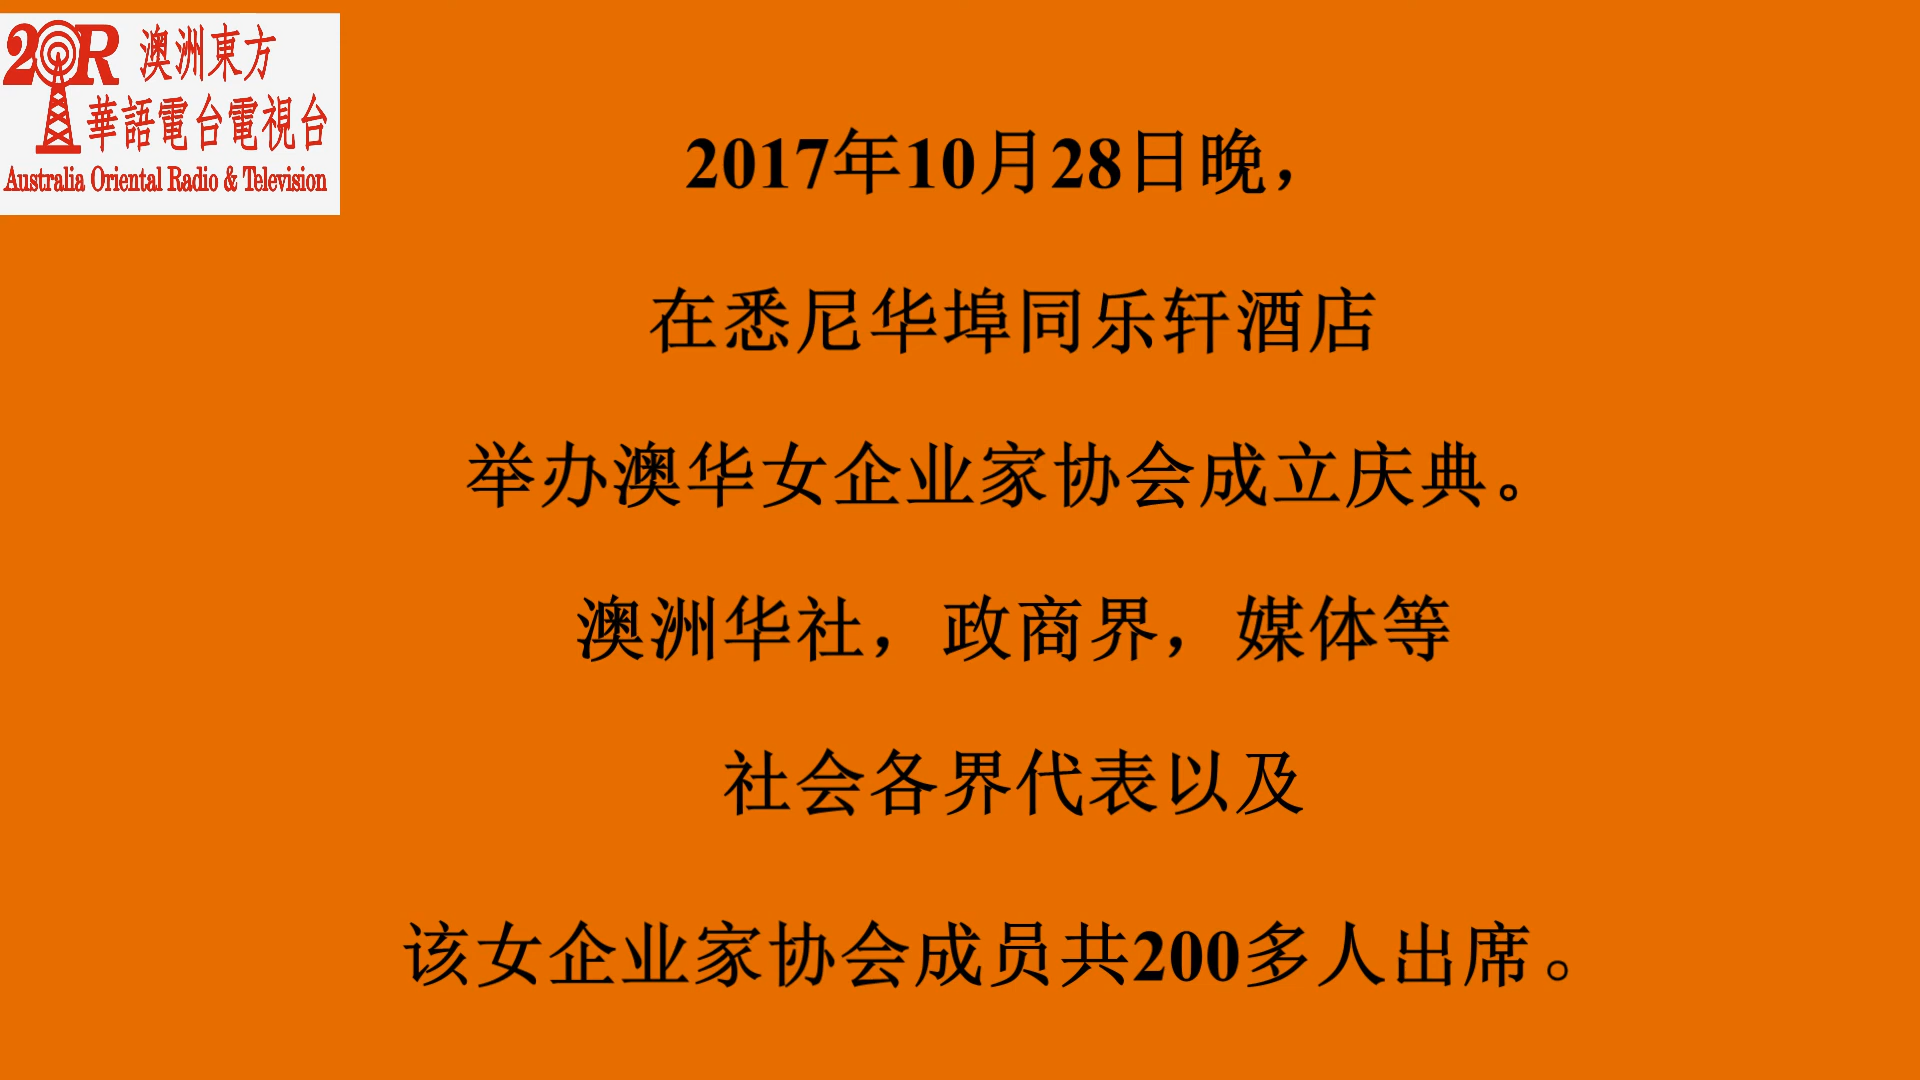 2OR 澳洲東方
華語電台電視台
Australia Oriental Radio & Television
2017年10月28日晚，
在悉尼华埠同乐轩酒店
举办澳华女企业家协会成立庆典。
澳洲华社，政商界，媒体等
社会各界代表以及
该女企业家协会成员共200多人出席。